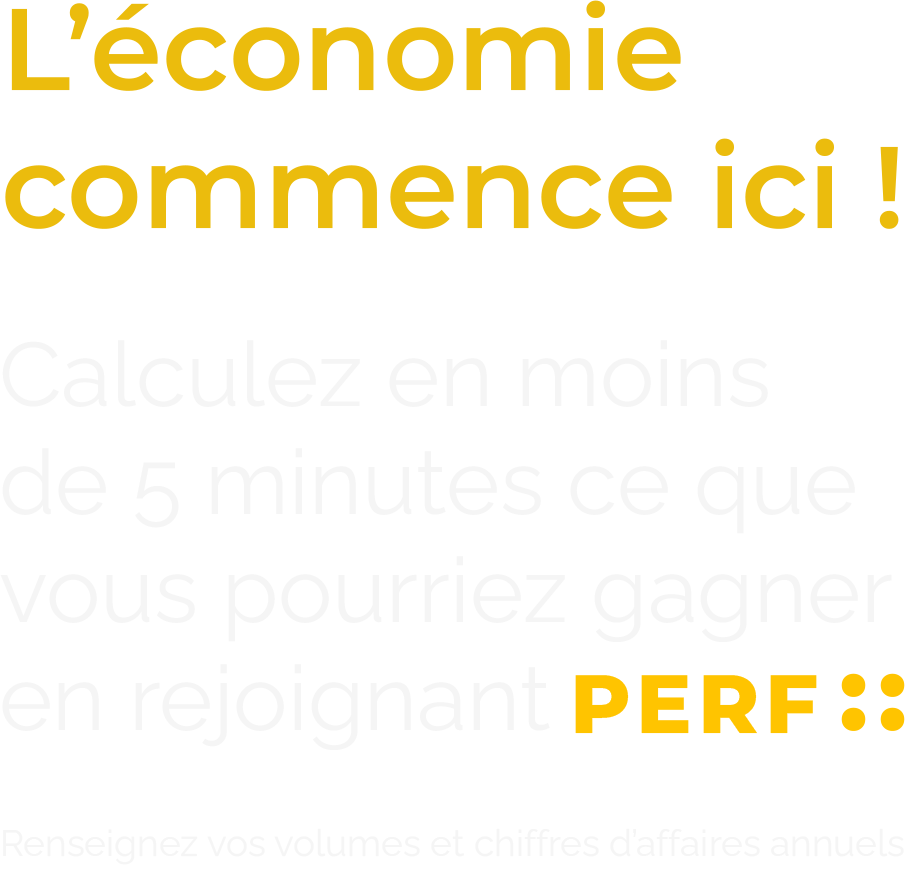 L’économie
commence ici !
Calculez en moins
de 5 minutes ce que
vous pourriez gagner
en rejoignant PERF
Renseignez vos volumes et chiffres d’affaires annuels